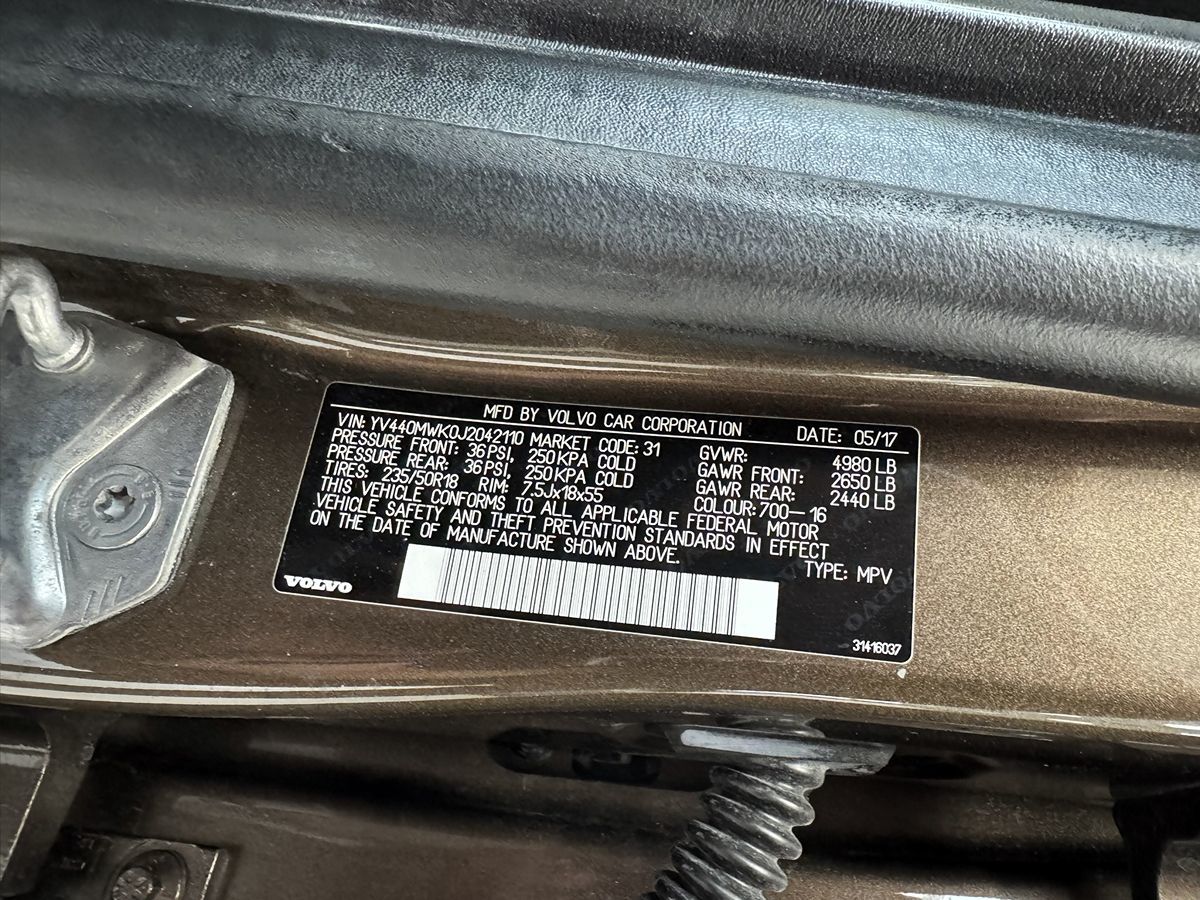 MFD BY VOLVO CAR CORPORATION DATE: 05/17
VIN: YV440MWK0J2042110 MARKET CODE: 31 GVWR: 4980 LB
PRESSURE FRONT: 36 PSI, 250 KPA COLD GAWR FRONT: 2650 LB
PRESSURE REAR: 36 PSI, 250 KPA COLD GAWR REAR: 2440 LB
TIRES: 235/50R18 RIM: 7.5Jx18x55 COLOUR: 700-16
THIS VEHICLE CONFORMS TO ALL APPLICABLE FEDERAL MOTOR
VEHICLE SAFETY AND THEFT PREVENTION STANDARDS IN EFFECT
ON THE DATE OF MANUFACTURE SHOWN ABOVE. TYPE: MPV
VOLVO
31416037